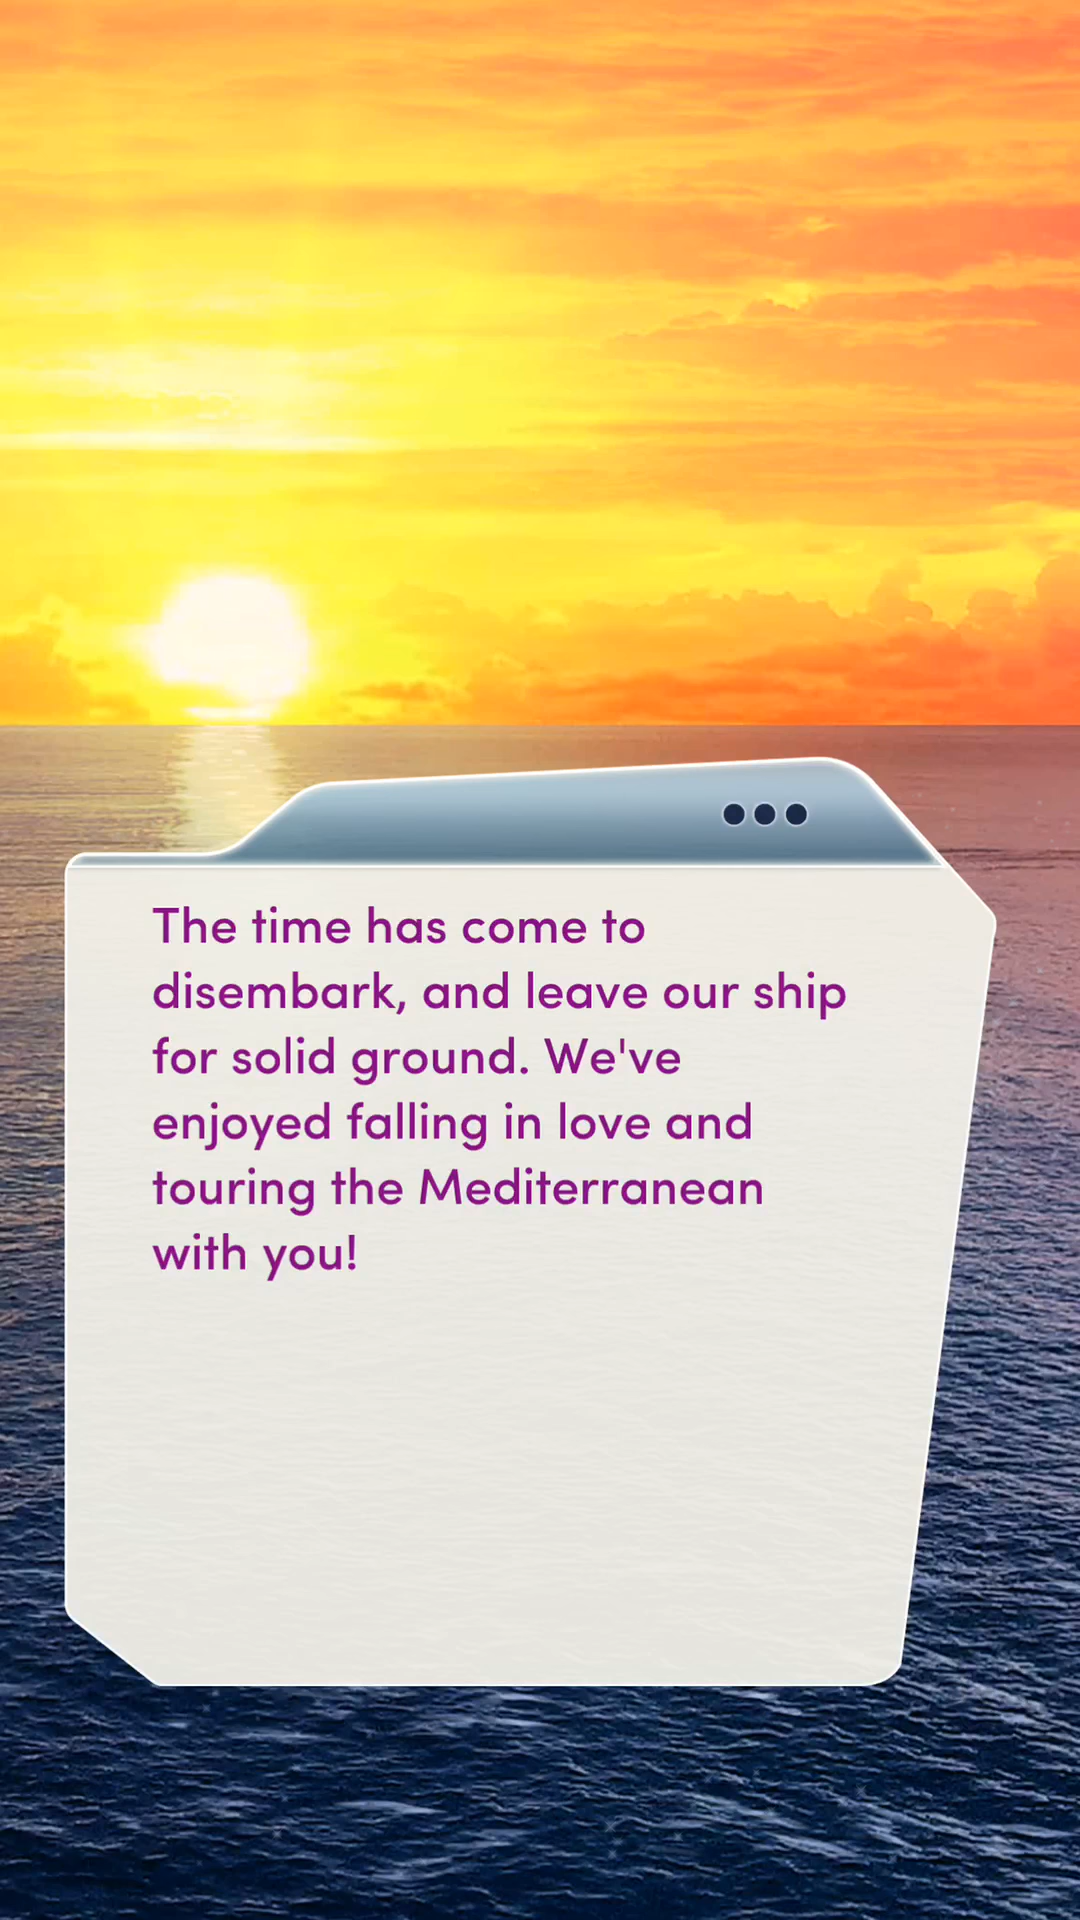 The time has come to
disembark, and leave our ship
for solid ground. We've
enjoyed falling in love and
touring the Mediterranean
with you!